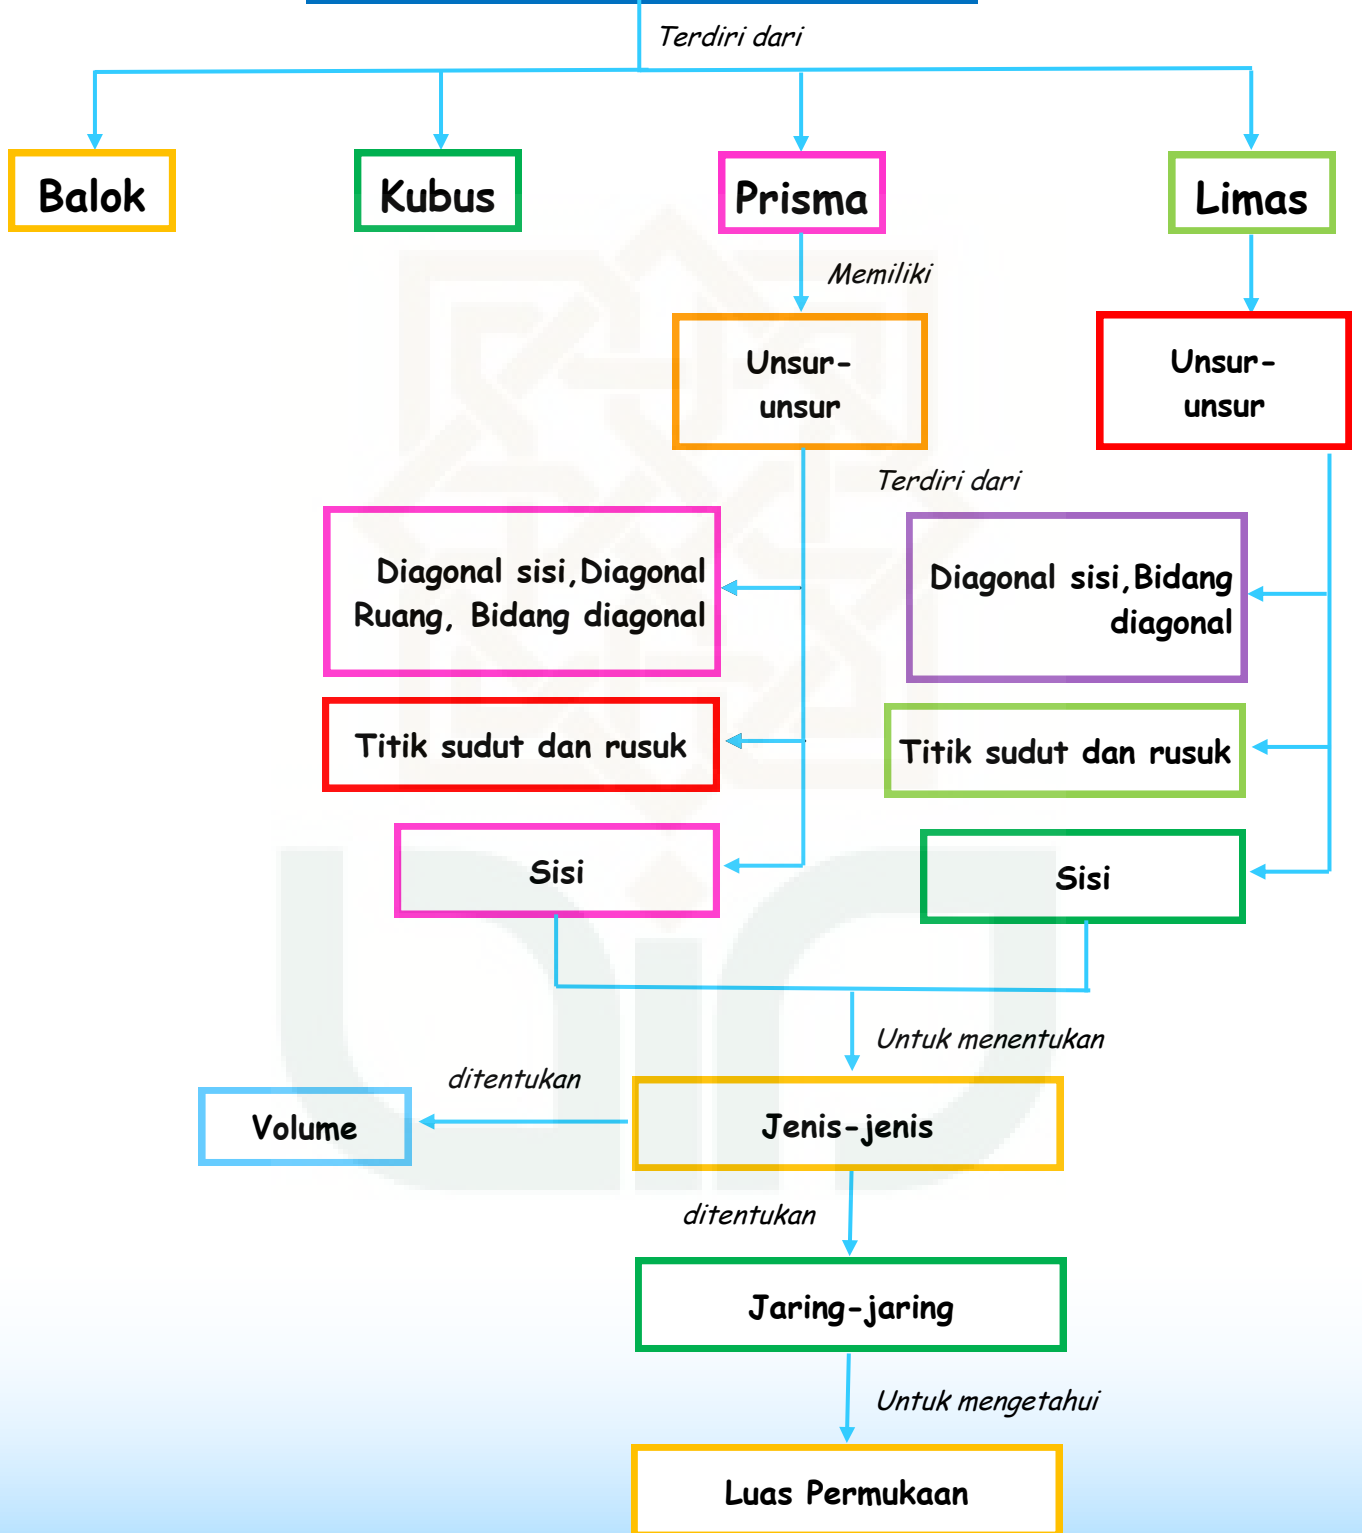 Terdiri dari
Balok
Kubus
Prisma
Limas
Memiliki
Unsur-
unsur
Unsur-
unsur
Terdiri dari
Diagonal sisi,Diagonal
Ruang, Bidang diagonal
Diagonal sisi,Bidang
diagonal
Titik sudut dan rusuk
Titik sudut dan rusuk
Sisi
Sisi
Untuk menentukan
ditentukan
Volume
Jenis-jenis
ditentukan
Jaring-jaring
Untuk mengetahui
Luas Permukaan